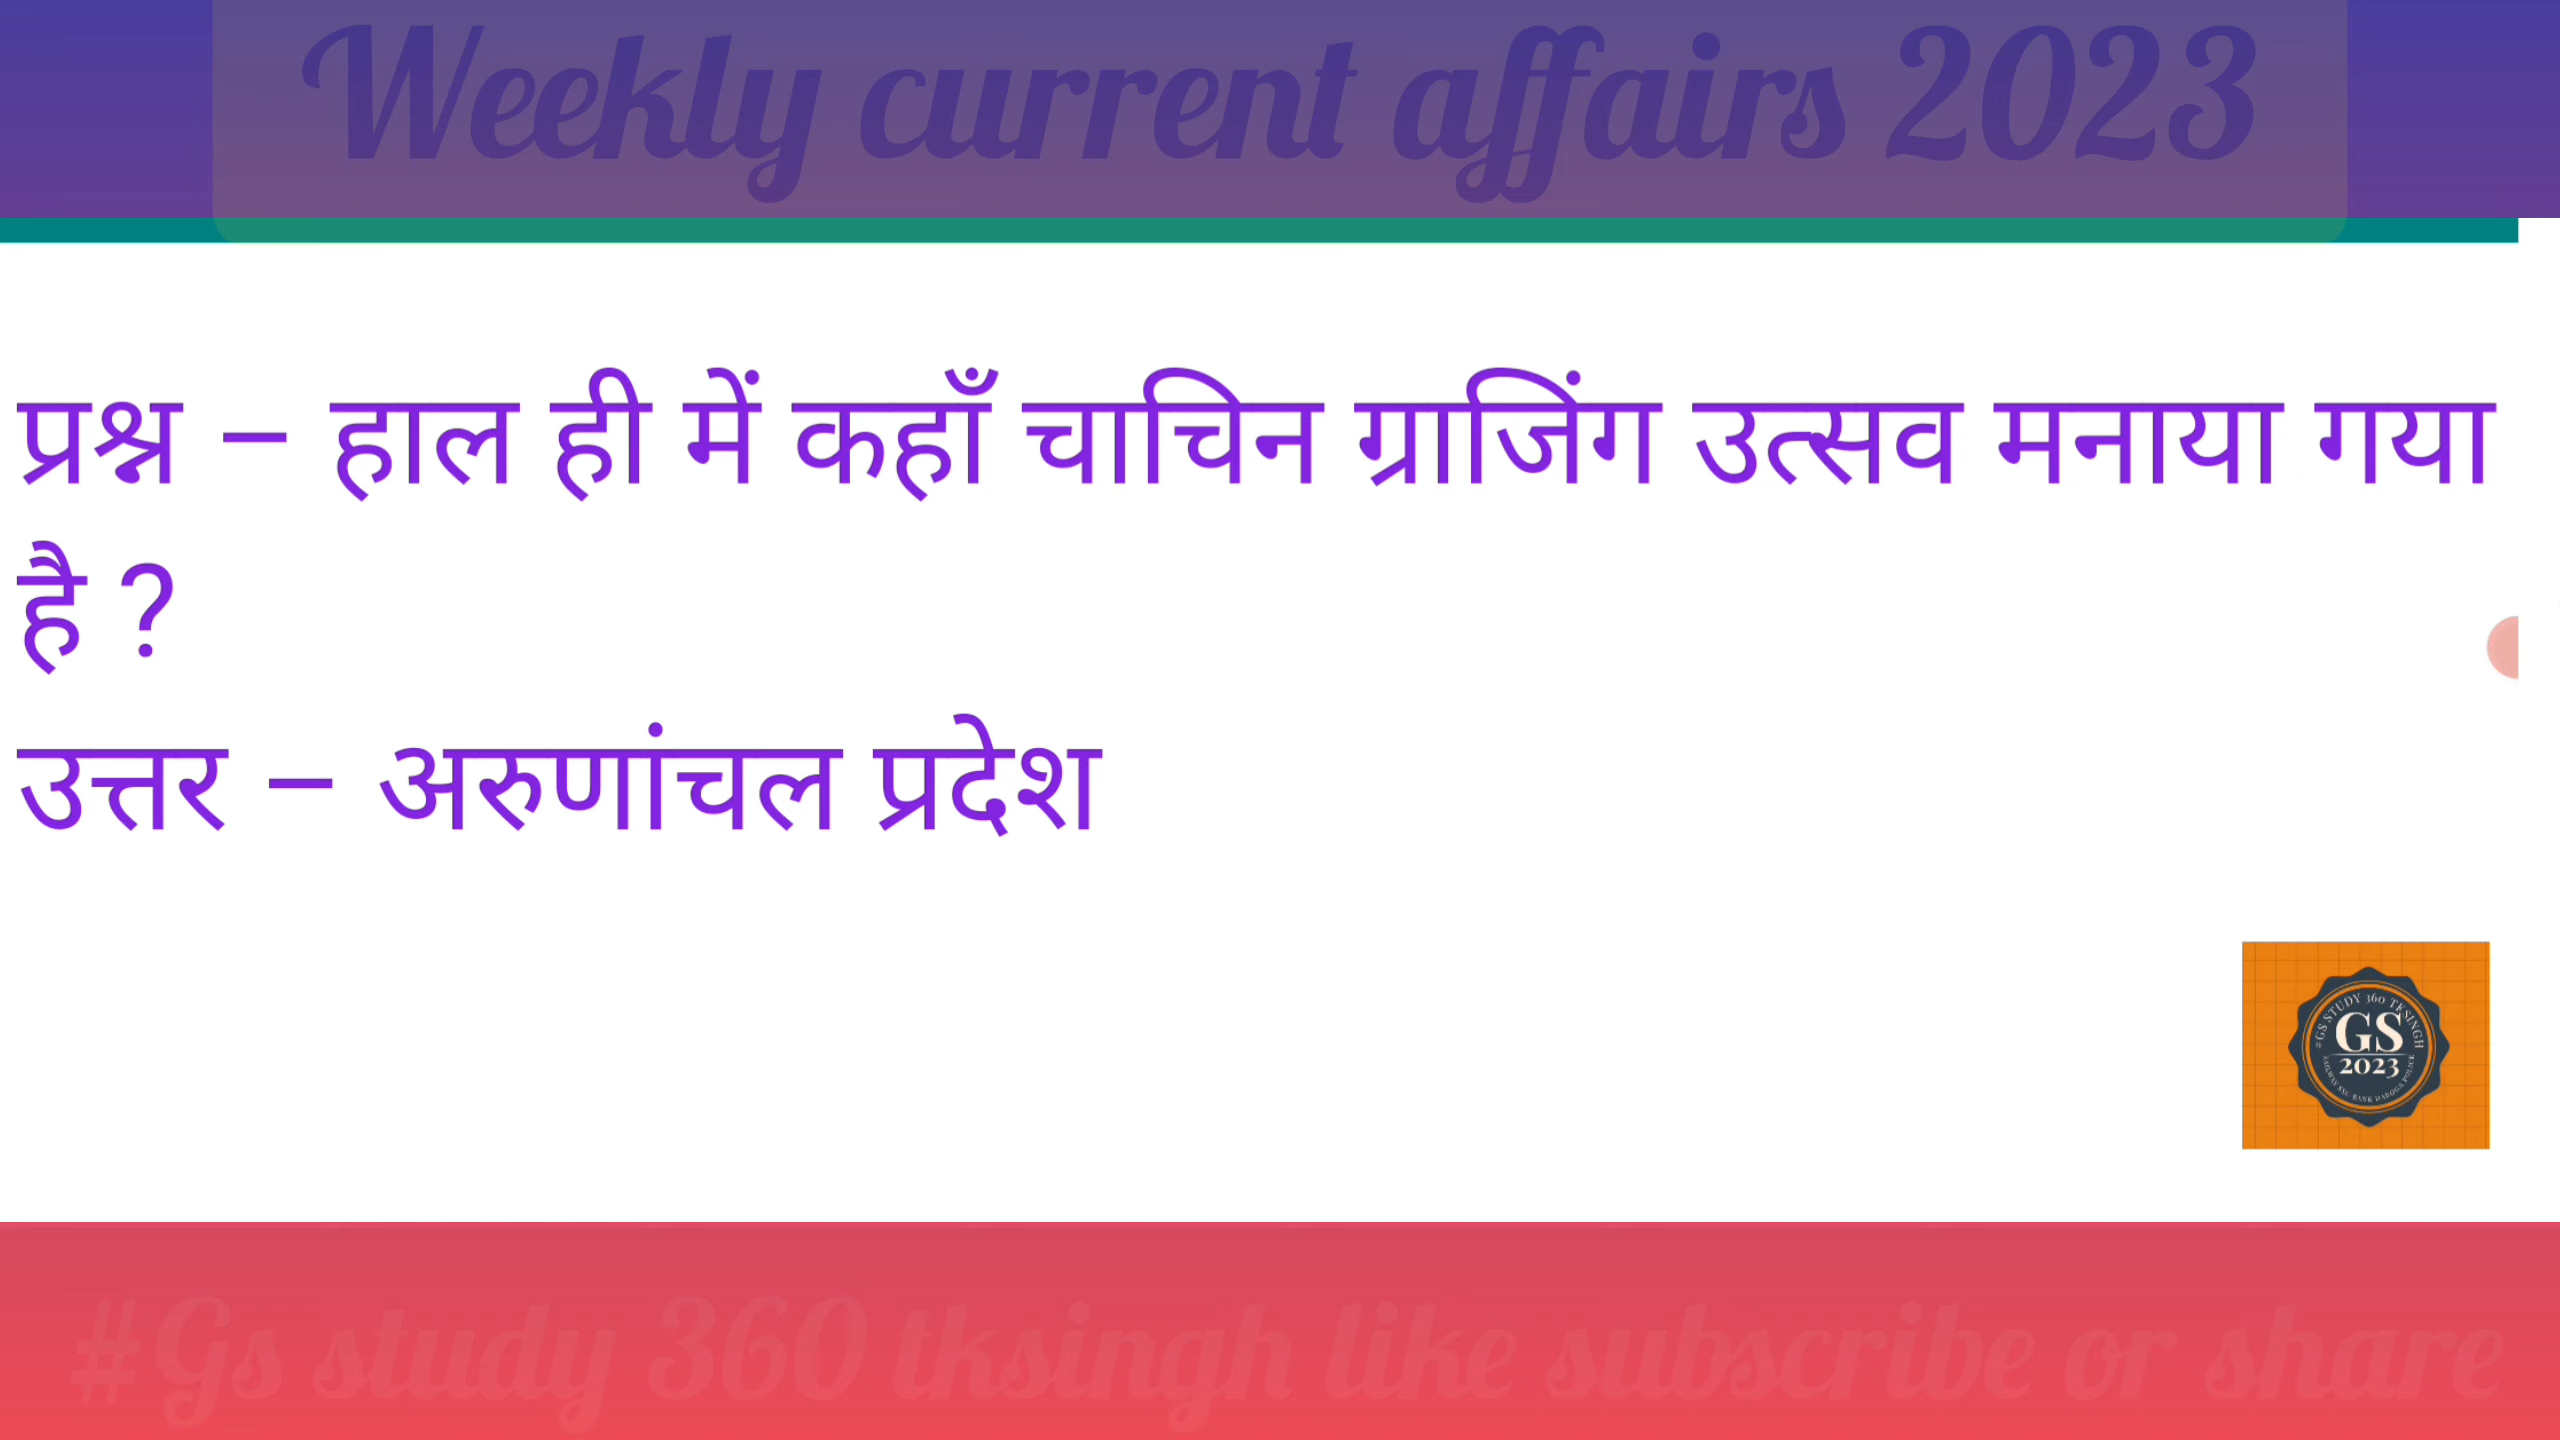 Weekly current affairs 2023
प्रश्न – हाल ही में कहाँ चाचिन ग्राजिंग उत्सव मनाया गया
है ?
उत्तर – अरुणांचल प्रदेश
#GS STUDY 360 TKSINGH
GS
2023
#Gs study 360 tksingh like subscribe or share